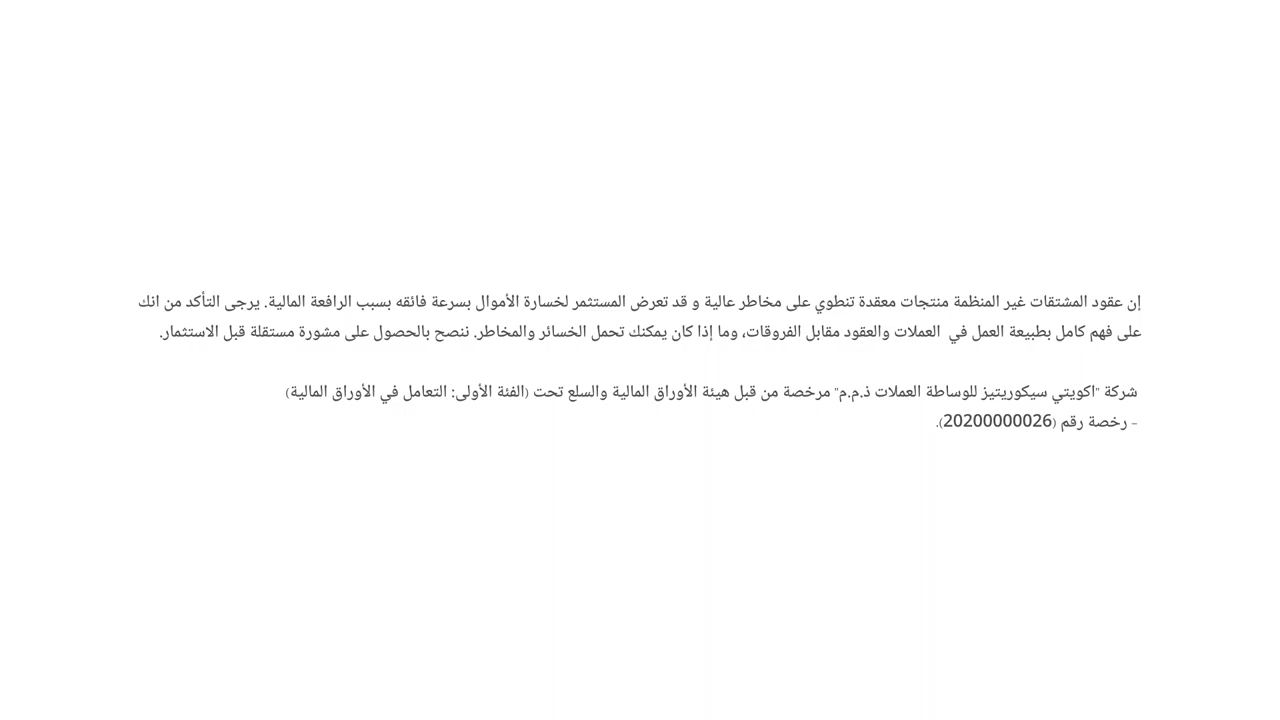 إن عقود المشتقات غير المنظمة منتجات معقدة تنطوي على مخاطر عالية و قد تعرض المستثمر لخسارة الأموال بسرعة فائقه بسبب الرافعة المالية. يرجى التأكد من انك
على فهم كامل بطبيعة العمل في العملات والعقود مقابل الفروقات، وما إذا كان يمكنك تحمل الخسائر والمخاطر. ننصح بالحصول على مشورة مستقلة قبل الاستثمار.
شركة "اكويتي سيكوريتيز للوساطة العملات ذ.م.م" مرخصة من قبل هيئة الأوراق المالية والسلع تحت (الفئة الأولى: التعامل في الأوراق المالية)
– رخصة رقم (20200000026).